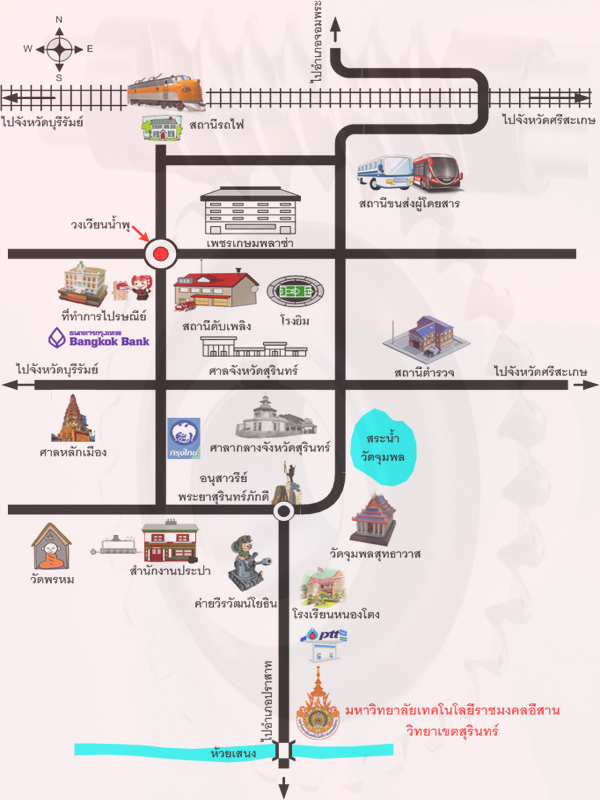 ไปอำเภอจอมพระ
N
W E
S
ไปจังหวัดบุรีรัมย์
สถานีรถไฟ
ไปจังหวัดศรีสะเกษ
สถานีขนส่งผู้โดยสาร
วงเวียนน้ำพุ
เพชรเกษมพลาซ่า
ที่ทำการไปรษณีย์
สถานีดับเพลิง
โรงยิม
ธนาคารกรุงเทพ
Bangkok Bank
ไปจังหวัดบุรีรัมย์
ศาลจังหวัดสุรินทร์
สถานีตำรวจ
ไปจังหวัดศรีสะเกษ
ศาลหลักเมือง
กรุงไทย
ศาลากลางจังหวัดสุรินทร์
สระน้ำ
วัดจุมพล
อนุสาวรีย์
พระยาสุรินทร์ภักดี
วัดพรหม
สำนักงานประปา
วัดจุมพลสุทธาวาส
ค่ายวีรวัฒน์โยธิน
โรงเรียนหนองโตง
ptt
ไปอำเภอปราสาท
มหาวิทยาลัยเทคโนโลยีราชมงคลอีสาน
วิทยาเขตสุรินทร์
ห้วยเสนง